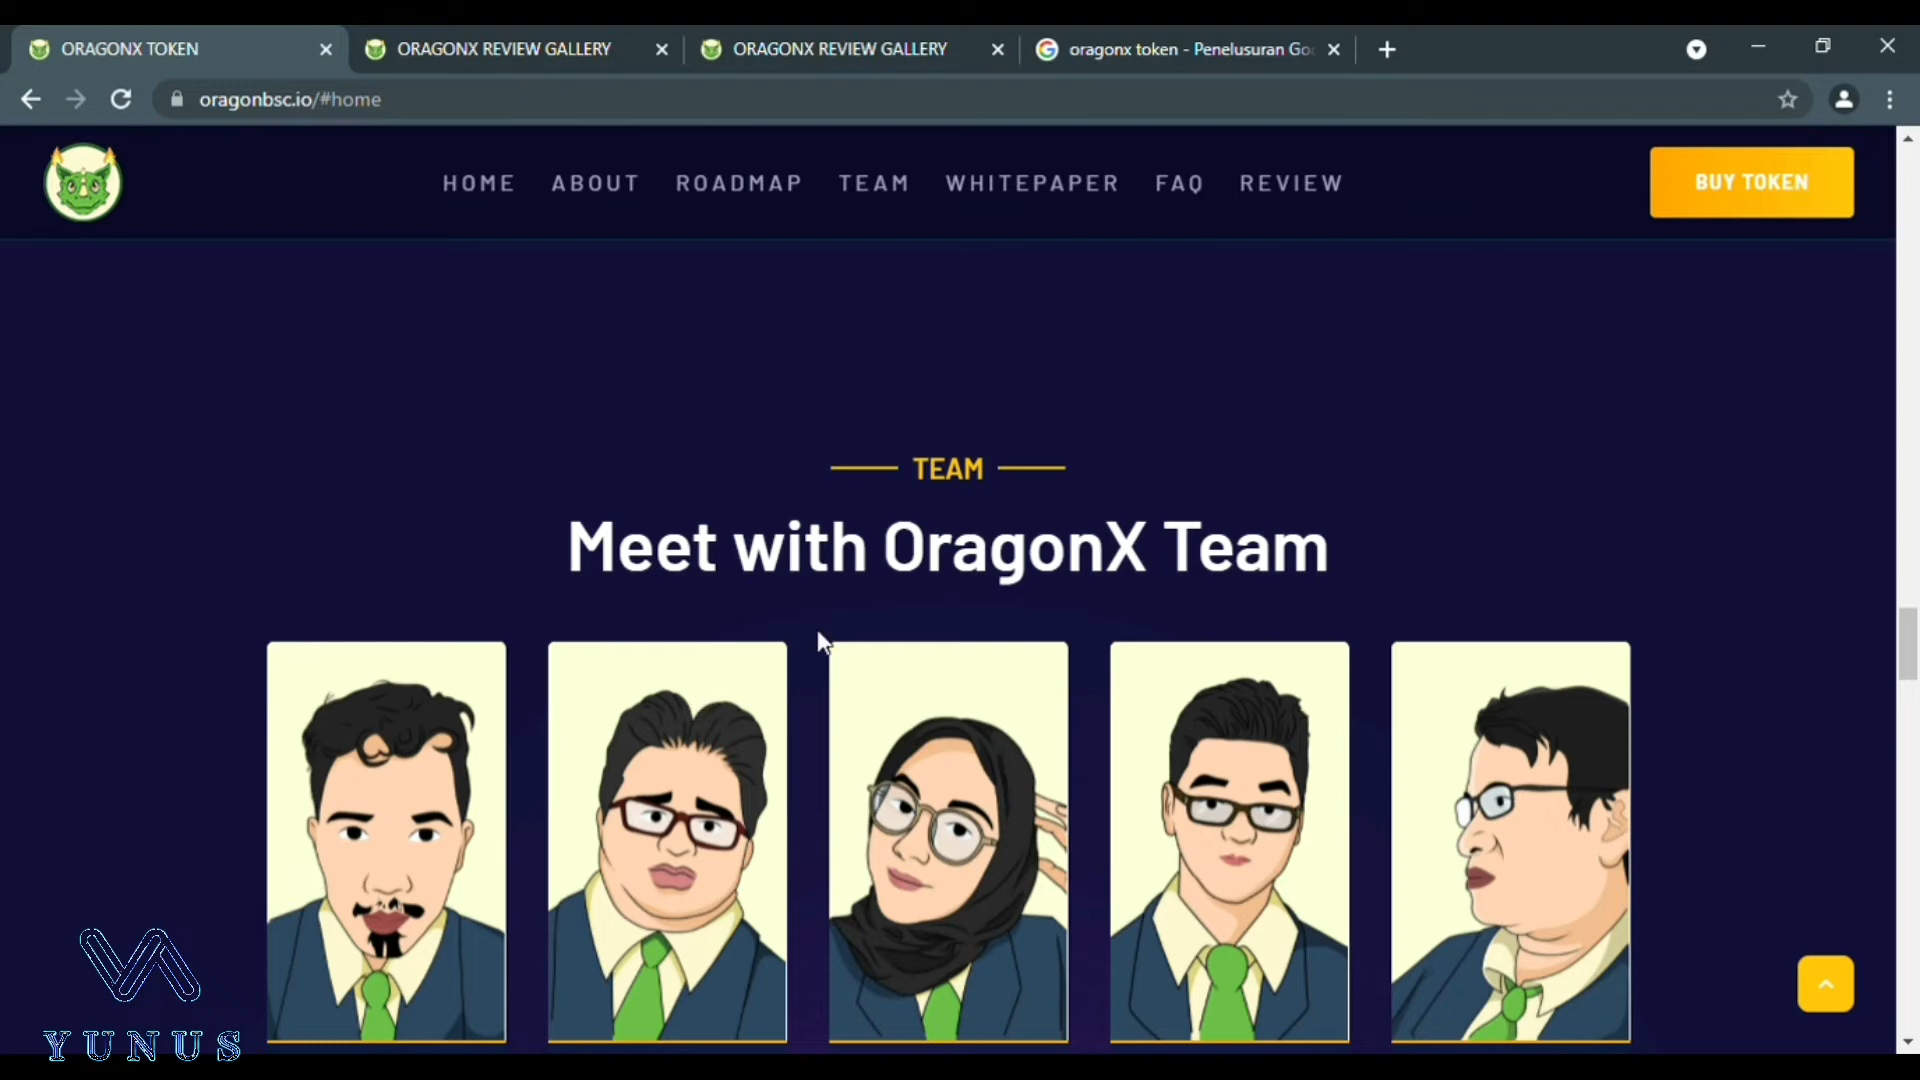 ORAGONX TOKEN
ORAGONX REVIEW GALLERY
ORAGONX REVIEW GALLERY
oragonx token - Penelusuran Go
oragonbsc.io/#home
HOME ABOUT ROADMAP TEAM WHITEPAPER FAQ REVIEW
BUY TOKEN
TEAM
Meet with OragonX Team
YUNUS